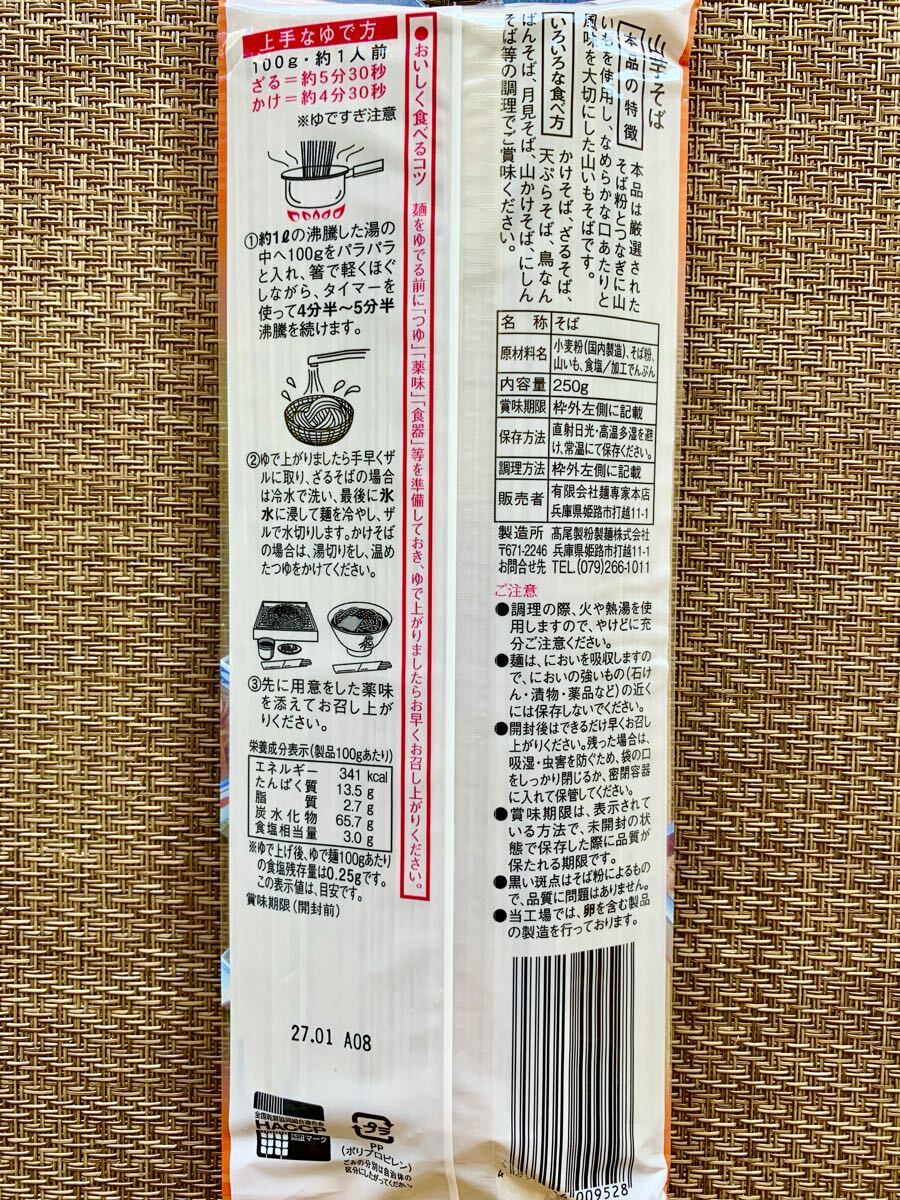 山芋そば
本品の特徴
本品は厳選された
そば粉とつなぎに山
いもを使用し、なめらかな口あたりと
風味を大切にした山いもそばです。
いろいろな食べ方
かけそば、ざるそば、
天ぷらそば、鳥なん
ばんそば、月見そば、山かけそば、にしん
そば等の調理でご賞味ください。
名 称 そば
原材料名 小麦粉(国内製造)、そば粉、
山いも、食塩/加工でんぷん
内容量 250g
賞味期限 枠外左側に記載
保存方法 直射日光・高温多湿を避
け、常温にて保存ください。
調理方法 枠外左側に記載
販売者 有限会社麺専家本店
兵庫県姫路市打越11-1
製造所 髙尾製粉製麺株式会社
〒671-2246 兵庫県姫路市打越11-1
お問合せ先 TEL.(079)266-1011
ご注意
●調理の際、火や熱湯を使
用しますので、やけどに充
分ご注意ください。
●麺は、においを吸収しますの
で、においの強いもの(石け
ん・漬物・薬品など)の近く
には保存しないでください。
●開封後はできるだけ早くお召し
上がりください。残った場合は、
吸湿・虫害を防ぐため、袋の口
をしっかり閉じるか、密閉容器
に入れて保管してください。
●賞味期限は、表示されて
いる方法で、未開封の状
態で保存した際に品質が
保たれる期限です。
●黒い斑点はそば粉によるもの
で、品質に問題はありません。
●当工場では、卵を含む製品
の製造を行っております。
009528
●おいしく食べるコツ 麺をゆでる前に「つゆ」「薬味」「食器」等を準備しておき、ゆで上がりましたらお早くお召し上がりください。
上手なゆで方
100g・約1人前
ざる=約5分30秒
かけ=約4分30秒
※ゆですぎ注意
①約1ℓの沸騰した湯の
中へ100gをパラパラ
と入れ、箸で軽くほぐ
しながら、タイマーを
使って4分半〜5分半
沸騰を続けます。
②ゆで上がりましたら手早くザ
ルに取り、ざるそばの場合
は冷水で洗い、最後に氷
水に浸して麺を冷やし、ザ
ルで水切りします。かけそば
の場合は、湯切りをし、温め
たつゆをかけてください。
③先に用意をした薬味
を添えてお召し上が
りください。
栄養成分表示(製品100gあたり)
エネルギー 341 kcal
たんぱく質 13.5 g
脂 質 2.7 g
炭水化物 65.7 g
食塩相当量 3.0 g
※ゆで上げ後、ゆで麺100gあたり
の食塩残存量は0.25gです。
この表示値は、目安です。
賞味期限(開封前)
27.01 A08
全国乾麺協同組合連合会
HACCP
認証マーク
プラ
PP
(ポリプロピレン)
ごみの分別は自治体の
区分にしたがってください。